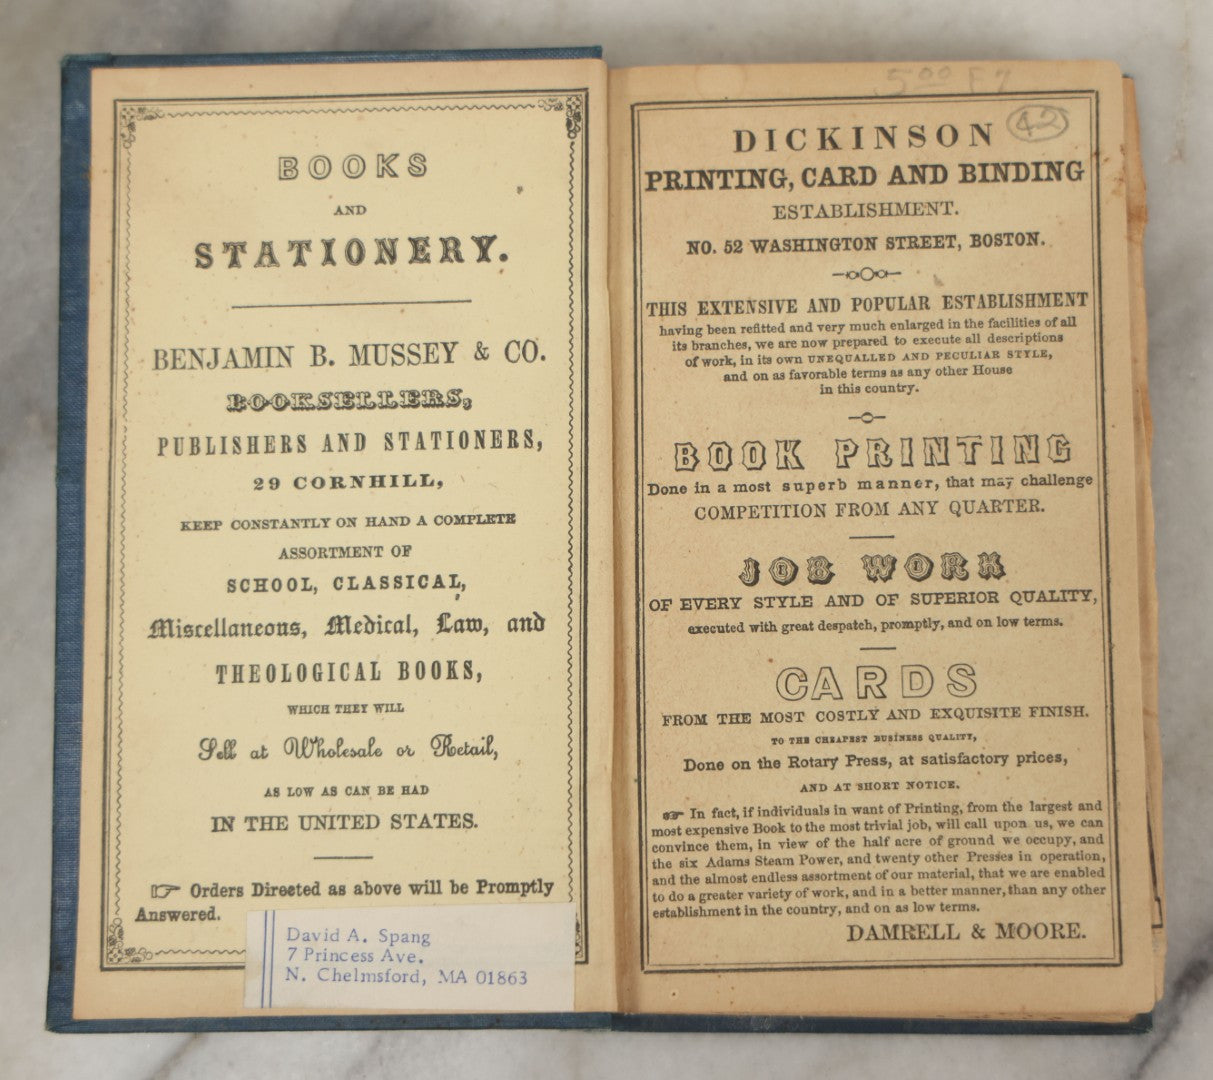 BOOKS
AND
STATIONERY.
BENJAMIN B. MUSSEY & CO.
BOOKSELLERS,
PUBLISHERS AND STATIONERS,
29 CORNHILL,
KEEP CONSTANTLY ON HAND A COMPLETE
ASSORTMENT OF
SCHOOL, CLASSICAL,
Miscellaneous, Medical, Law, and
THEOLOGICAL BOOKS,
WHICH THEY WILL
Sell at Wholesale or Retail,
AS LOW AS CAN BE HAD
IN THE UNITED STATES.
☞ Orders Directed as above will be Promptly
Answered.
David A. Spang
7 Princess Ave.
N. Chelmsford, MA 01863
5 00 F7
42
DICKINSON
PRINTING, CARD AND BINDING
ESTABLISHMENT.
NO. 52 WASHINGTON STREET, BOSTON.
THIS EXTENSIVE AND POPULAR ESTABLISHMENT
having been refitted and very much enlarged in the facilities of all
its branches, we are now prepared to execute all descriptions
of work, in its own UNEQUALLED AND PECULIAR STYLE,
and on as favorable terms as any other House
in this country.
BOOK PRINTING
Done in a most superb manner, that may challenge
COMPETITION FROM ANY QUARTER.
JOB WORK
OF EVERY STYLE AND OF SUPERIOR QUALITY,
executed with great despatch, promptly, and on low terms.
CARDS
FROM THE MOST COSTLY AND EXQUISITE FINISH.
TO THE CHEAPEST BUSINESS QUALITY,
Done on the Rotary Press, at satisfactory prices,
AND AT SHORT NOTICE.
☞ In fact, if individuals in want of Printing, from the largest and
most expensive Book to the most trivial job, will call upon us, we can
convince them, in view of the half acre of ground we occupy, and
the six Adams Steam Power, and twenty other Presses in operation,
and the almost endless assortment of our material, that we are enabled
to do a greater variety of work, and in a better manner, than any other
establishment in the country, and on as low terms.
DAMRELL & MOORE.